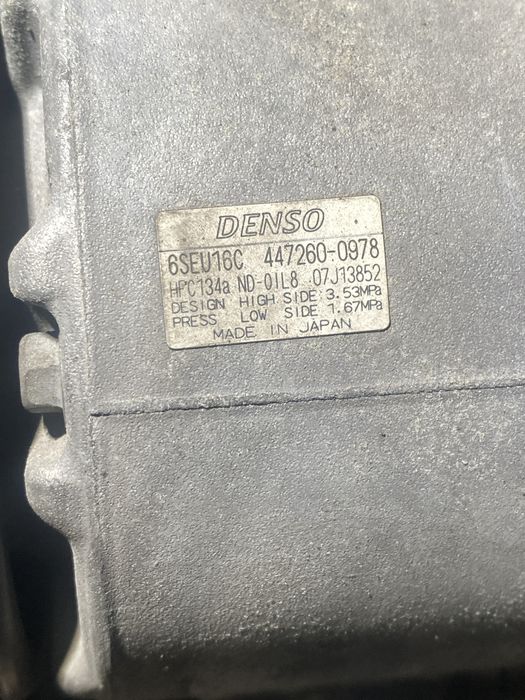 DENSO
6SEU16C 447260-0978
HFC134a ND-OIL8 07J13852
DESIGN HIGH SIDE: 3.53MPa
PRESS LOW SIDE 1.67MPa
MADE IN JAPAN